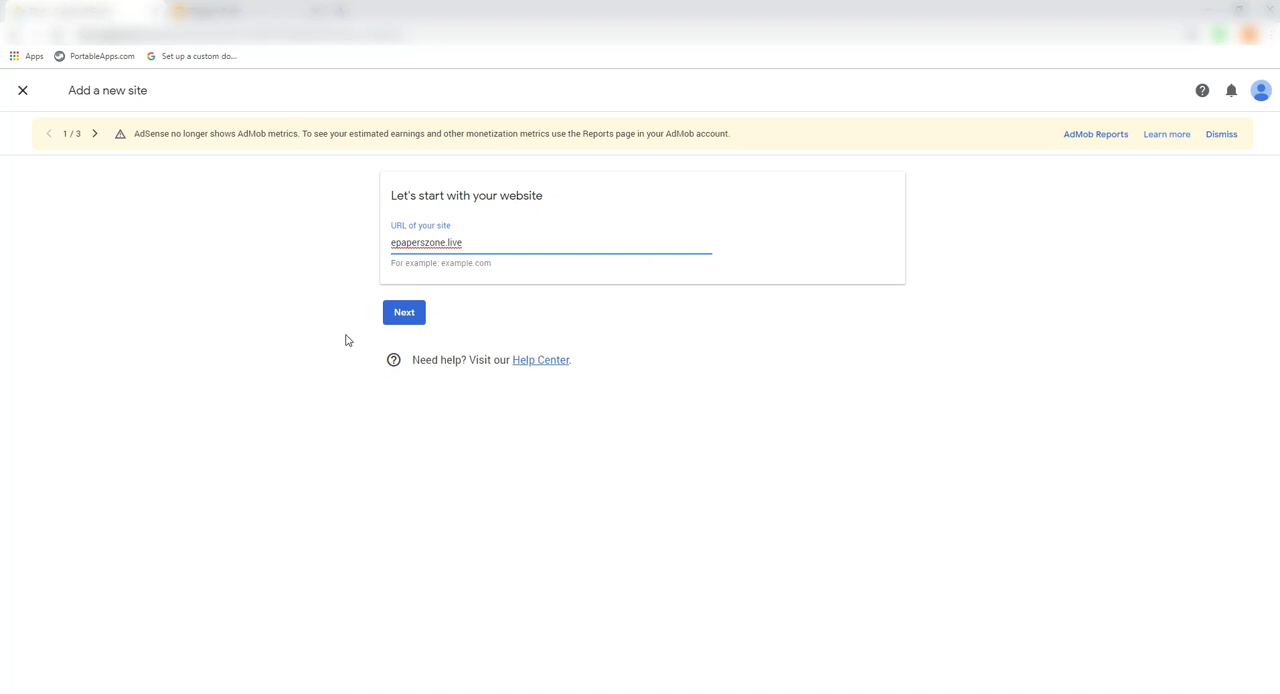 Apps PortableApps.com Set up a custom do...
Add a new site
1 / 3 AdSense no longer shows AdMob metrics. To see your estimated earnings and other monetization metrics use the Reports page in your AdMob account. AdMob Reports Learn more Dismiss
Let's start with your website
URL of your site
epaperszone.live
For example: example.com
Next
Need help? Visit our Help Center.